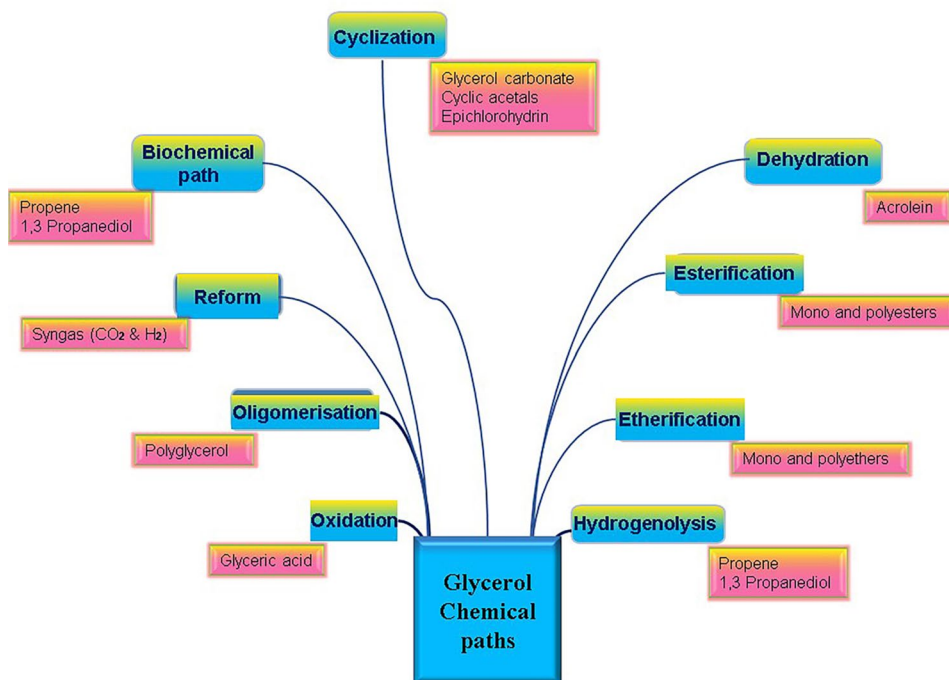 Cyclization
Glycerol carbonate
Cyclic acetals
Epichlorohydrin
Biochemical
path
Propene
1,3 Propanediol
Dehydration
Acrolein
Reform
Syngas (CO₂ & H₂)
Esterification
Mono and polyesters
Oligomerisation
Polyglycerol
Etherification
Mono and polyethers
Oxidation
Glyceric acid
Hydrogenolysis
Propene
1,3 Propanediol
Glycerol
Chemical
paths